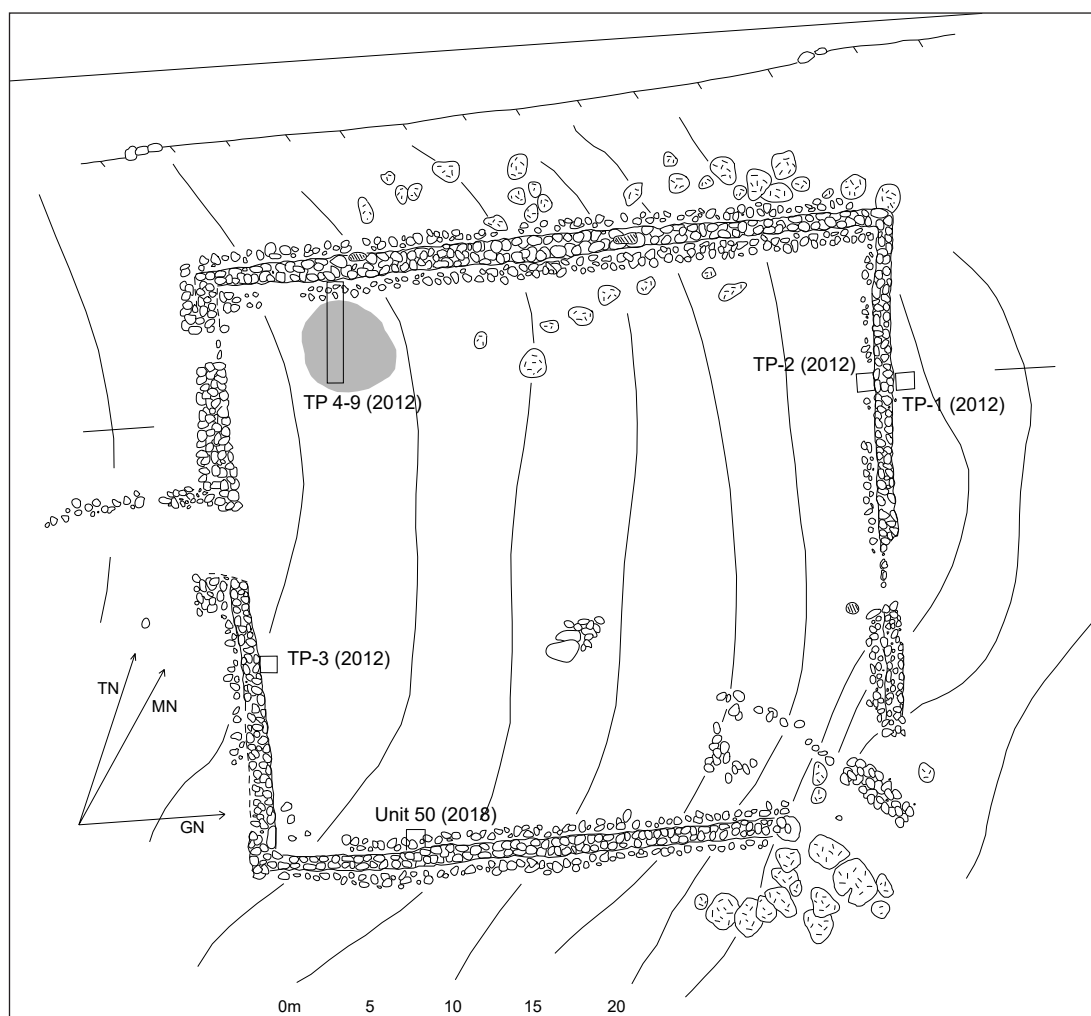 TP-2 (2012)
TP-1 (2012)
TP 4-9 (2012)
TP-3 (2012)
TN
MN
GN
Unit 50 (2018)
0m 5 10 15 20